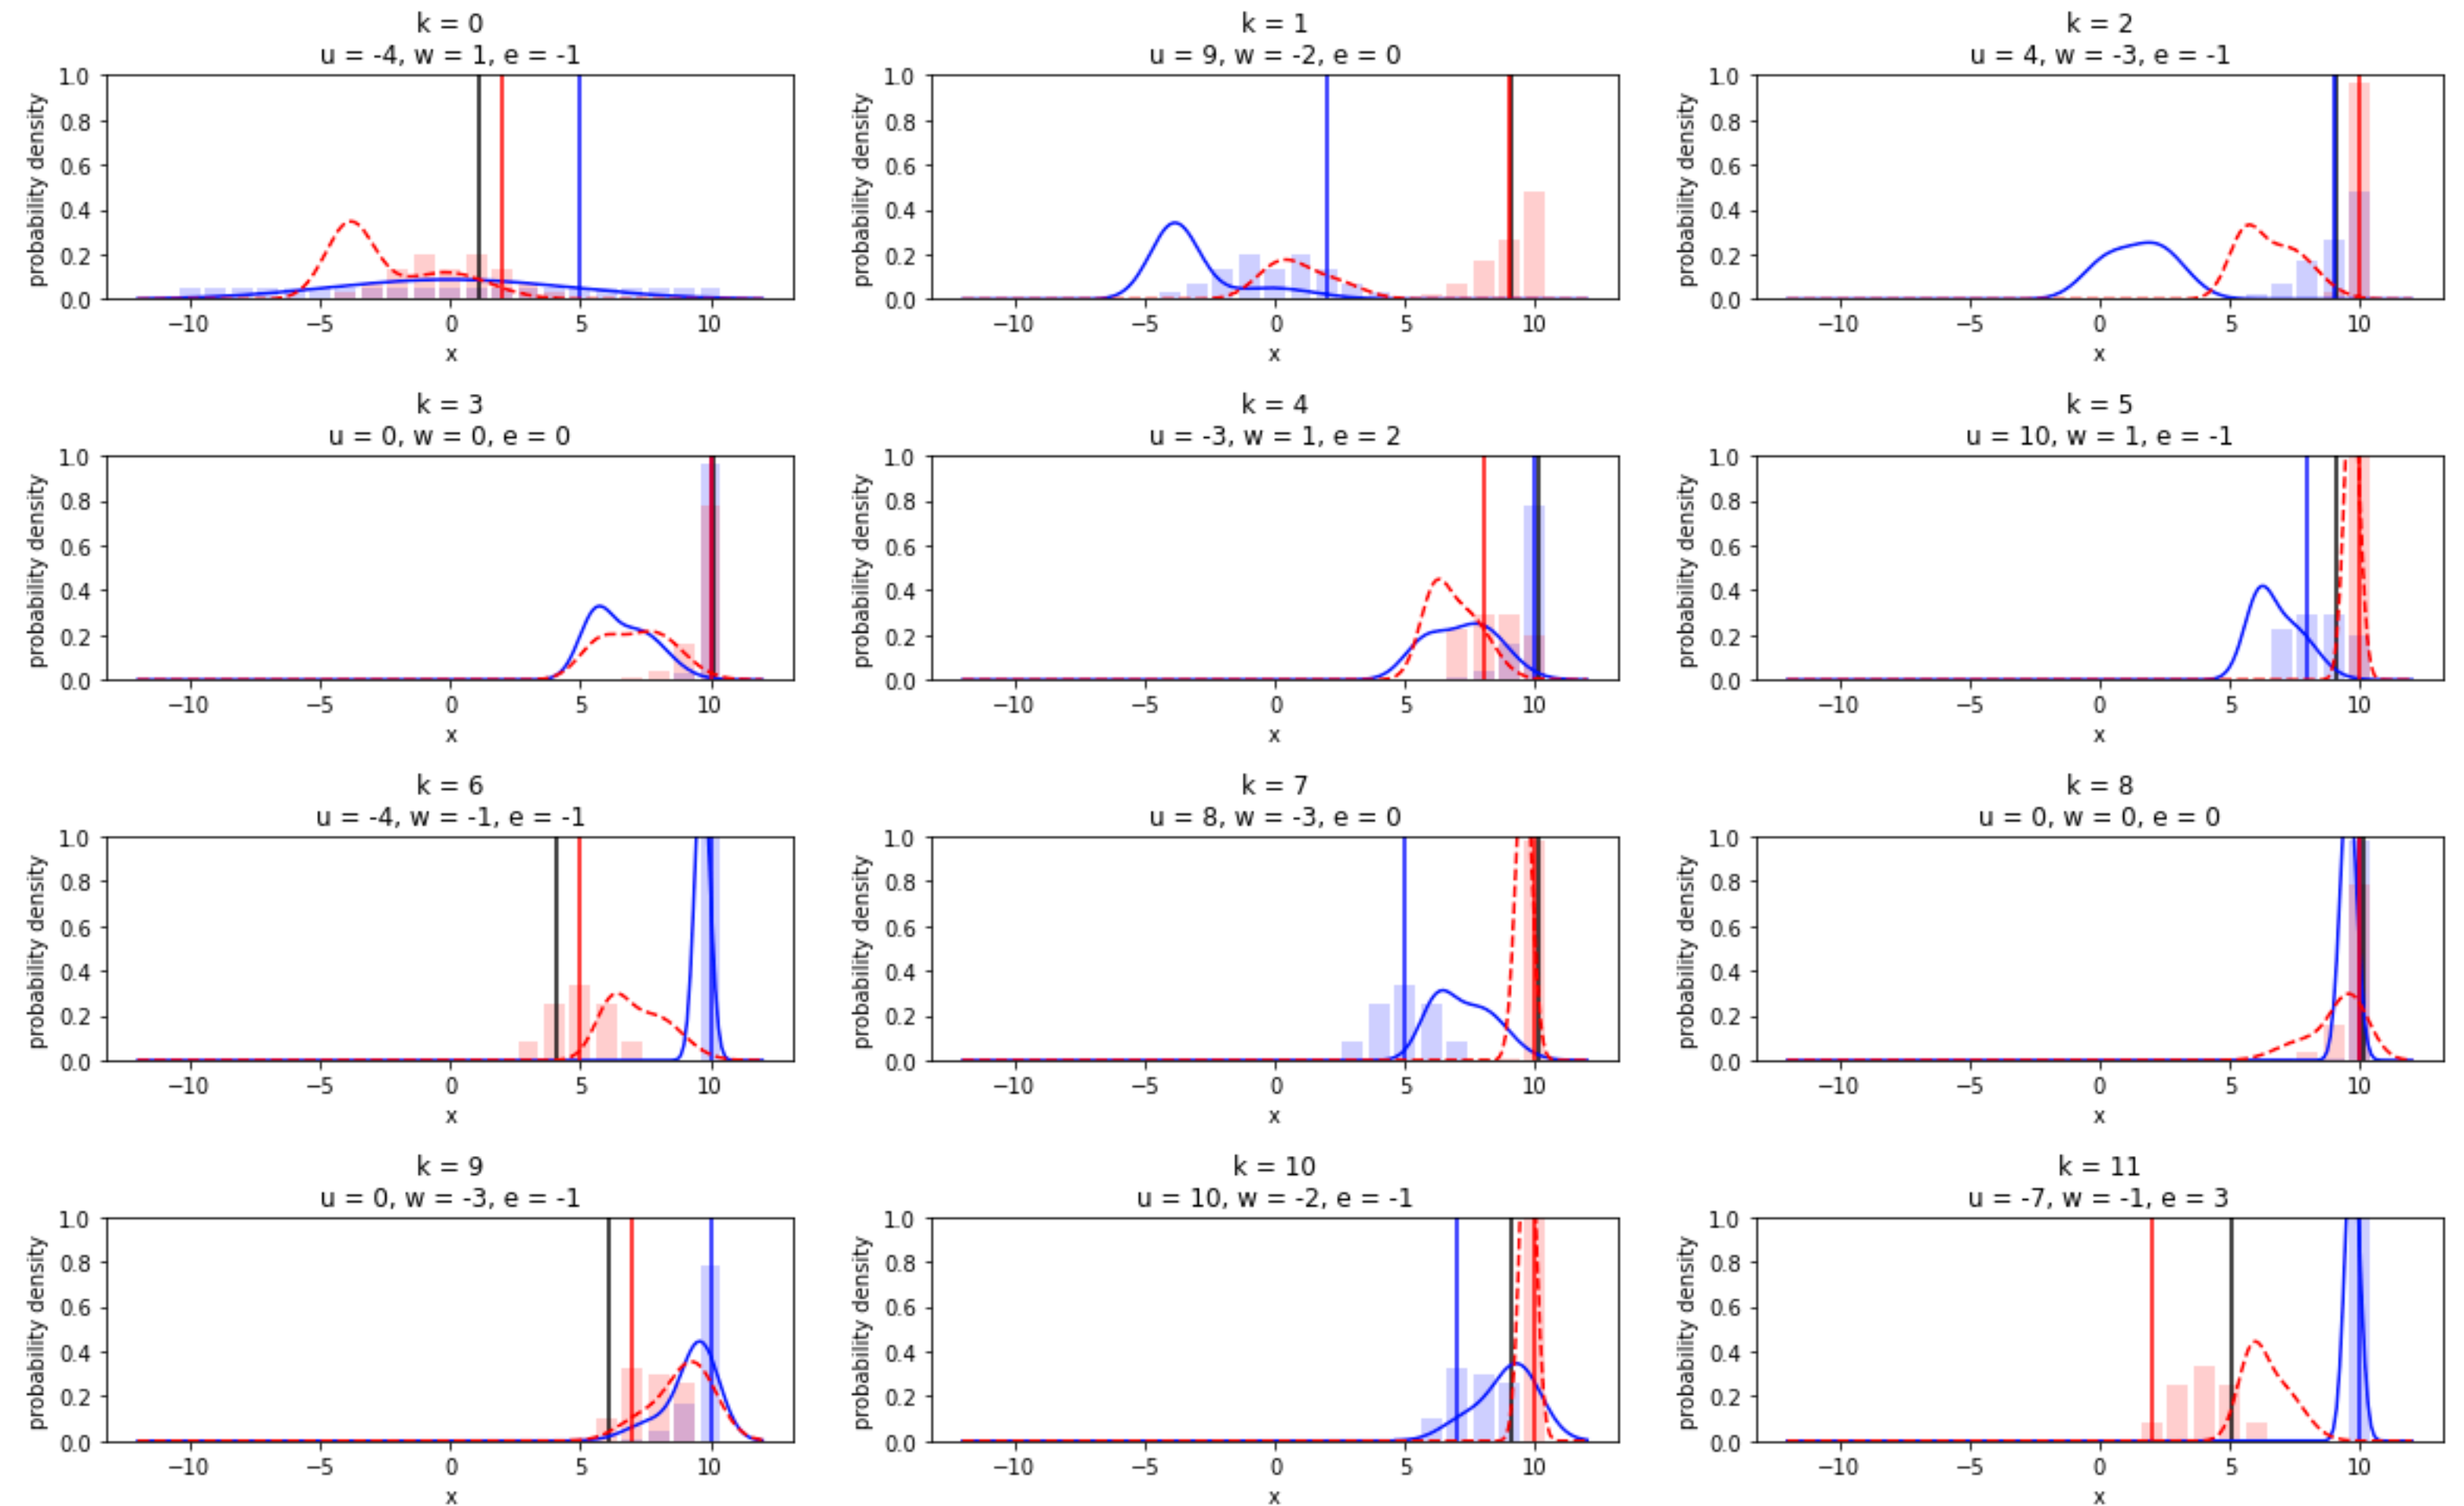 k = 0
u = -4, w = 1, e = -1
k = 1
u = 9, w = -2, e = 0
k = 2
u = 4, w = -3, e = -1
probability density
1.0
0.8
0.6
0.4
0.2
0.0
−10 −5 0 5 10
x
probability density
1.0
0.8
0.6
0.4
0.2
0.0
−10 −5 0 5 10
x
probability density
1.0
0.8
0.6
0.4
0.2
0.0
−10 −5 0 5 10
x
k = 3
u = 0, w = 0, e = 0
k = 4
u = -3, w = 1, e = 2
k = 5
u = 10, w = 1, e = -1
probability density
1.0
0.8
0.6
0.4
0.2
0.0
−10 −5 0 5 10
x
probability density
1.0
0.8
0.6
0.4
0.2
0.0
−10 −5 0 5 10
x
probability density
1.0
0.8
0.6
0.4
0.2
0.0
−10 −5 0 5 10
x
k = 6
u = -4, w = -1, e = -1
k = 7
u = 8, w = -3, e = 0
k = 8
u = 0, w = 0, e = 0
probability density
1.0
0.8
0.6
0.4
0.2
0.0
−10 −5 0 5 10
x
probability density
1.0
0.8
0.6
0.4
0.2
0.0
−10 −5 0 5 10
x
probability density
1.0
0.8
0.6
0.4
0.2
0.0
−10 −5 0 5 10
x
k = 9
u = 0, w = -3, e = -1
k = 10
u = 10, w = -2, e = -1
k = 11
u = -7, w = -1, e = 3
probability density
1.0
0.8
0.6
0.4
0.2
0.0
−10 −5 0 5 10
x
probability density
1.0
0.8
0.6
0.4
0.2
0.0
−10 −5 0 5 10
x
probability density
1.0
0.8
0.6
0.4
0.2
0.0
−10 −5 0 5 10
x